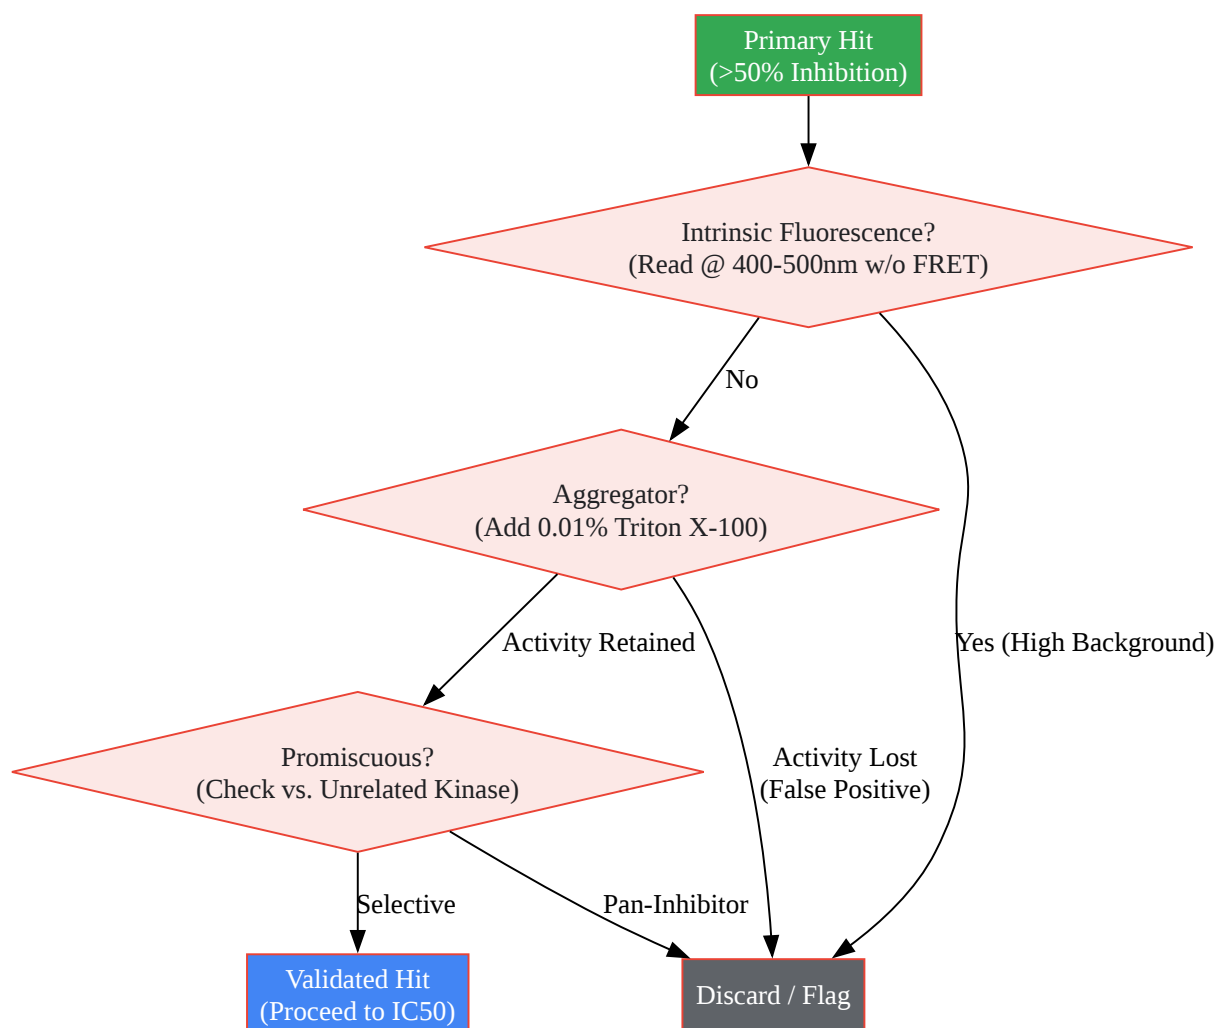 Primary Hit
(>50% Inhibition)
Intrinsic Fluorescence?
(Read @ 400-500nm w/o FRET)
No
Aggregator?
(Add 0.01% Triton X-100)
Activity Retained
Yes (High Background)
Promiscuous?
(Check vs. Unrelated Kinase)
Activity Lost
(False Positive)
Selective
Pan-Inhibitor
Validated Hit
(Proceed to IC50)
Discard / Flag